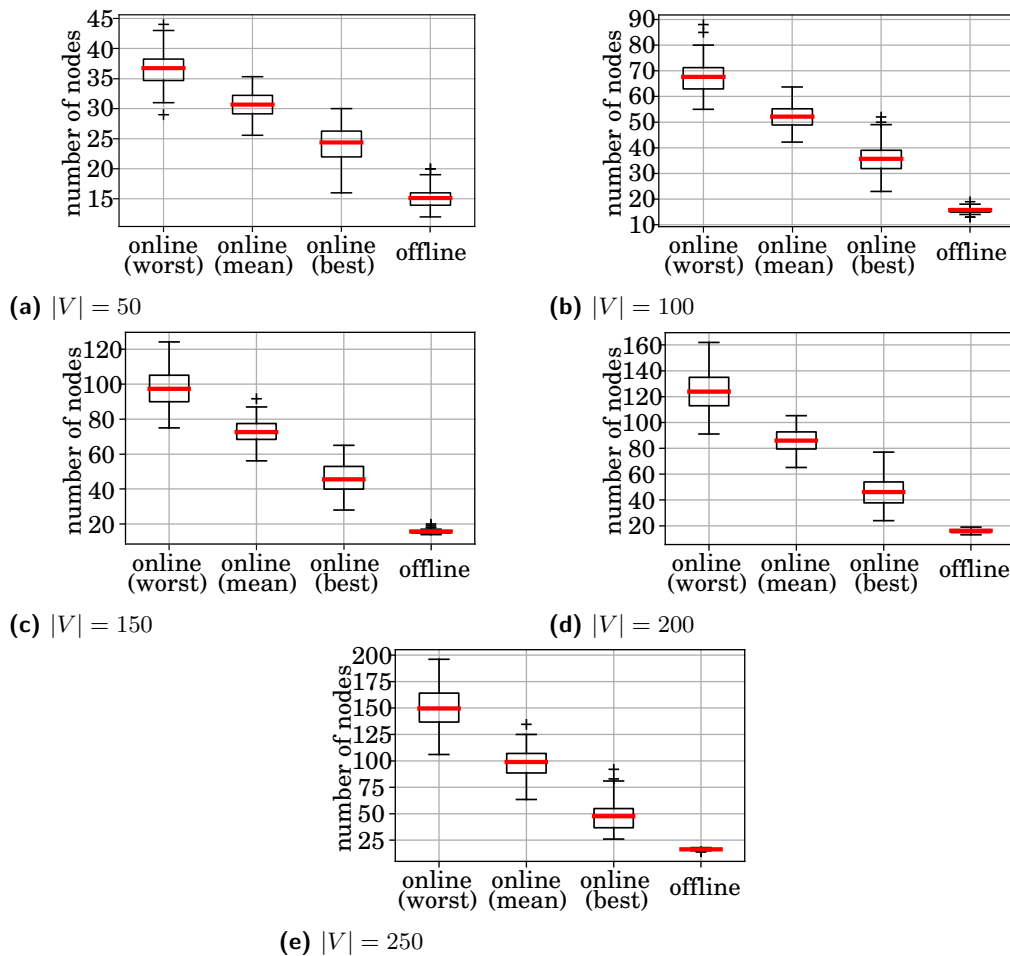 number of nodes
45
40
35
30
25
20
15
online (worst)
online (mean)
online (best)
offline
(a) |V| = 50
number of nodes
90
80
70
60
50
40
30
20
10
online (worst)
online (mean)
online (best)
offline
(b) |V| = 100
number of nodes
120
100
80
60
40
20
online (worst)
online (mean)
online (best)
offline
(c) |V| = 150
number of nodes
160
140
120
100
80
60
40
20
online (worst)
online (mean)
online (best)
offline
(d) |V| = 200
number of nodes
200
175
150
125
100
75
50
25
online (worst)
online (mean)
online (best)
offline
(e) |V| = 250